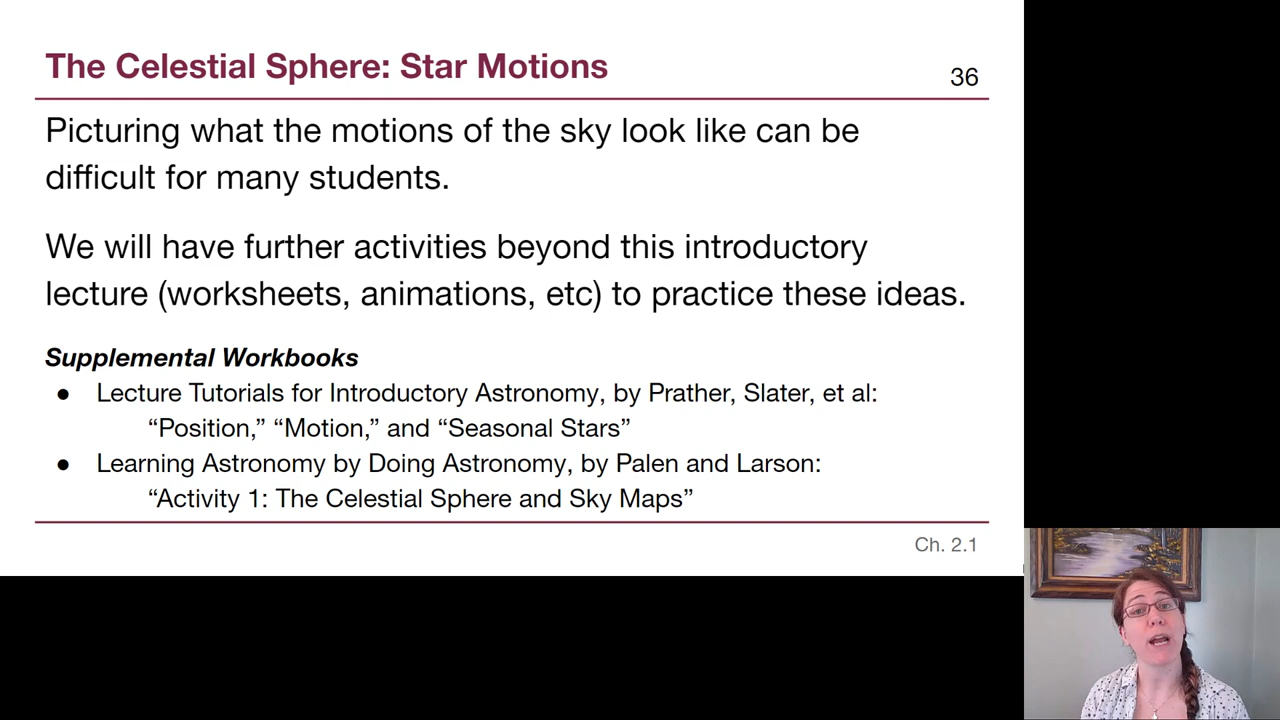 The Celestial Sphere: Star Motions
36
Picturing what the motions of the sky look like can be
difficult for many students.
We will have further activities beyond this introductory
lecture (worksheets, animations, etc) to practice these ideas.
Supplemental Workbooks
● Lecture Tutorials for Introductory Astronomy, by Prather, Slater, et al:
“Position,” “Motion,” and “Seasonal Stars”
● Learning Astronomy by Doing Astronomy, by Palen and Larson:
“Activity 1: The Celestial Sphere and Sky Maps”
Ch. 2.1